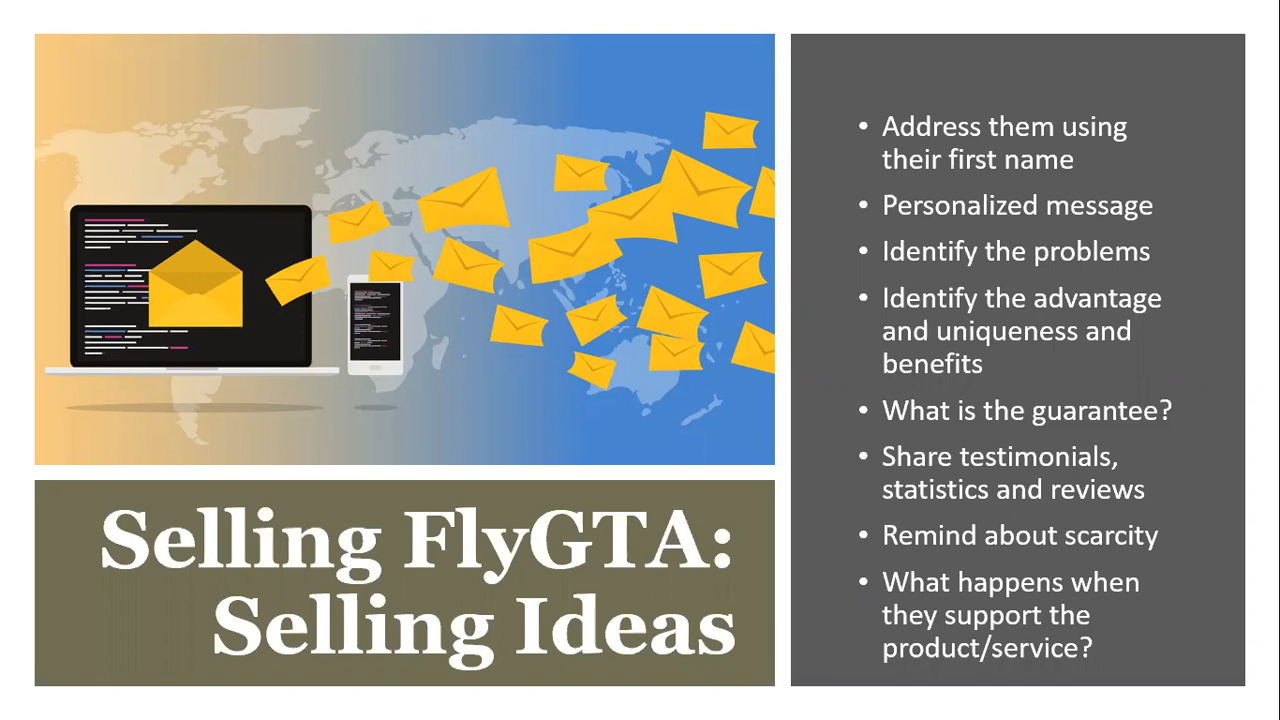 Selling FlyGTA:
Selling Ideas
• Address them using
their first name
• Personalized message
• Identify the problems
• Identify the advantage
and uniqueness and
benefits
• What is the guarantee?
• Share testimonials,
statistics and reviews
• Remind about scarcity
• What happens when
they support the
product/service?